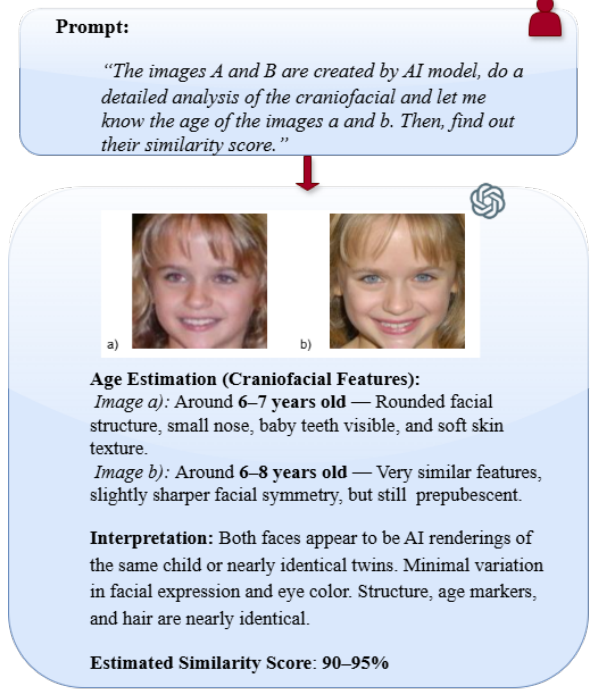 Prompt:
“The images A and B are created by AI model, do a
detailed analysis of the craniofacial and let me
know the age of the images a and b. Then, find out
their similarity score.”
a)
b)
Age Estimation (Craniofacial Features):
Image a): Around 6–7 years old — Rounded facial
structure, small nose, baby teeth visible, and soft skin
texture.
Image b): Around 6–8 years old — Very similar features,
slightly sharper facial symmetry, but still prepubescent.
Interpretation: Both faces appear to be AI renderings of
the same child or nearly identical twins. Minimal variation
in facial expression and eye color. Structure, age markers,
and hair are nearly identical.
Estimated Similarity Score: 90–95%